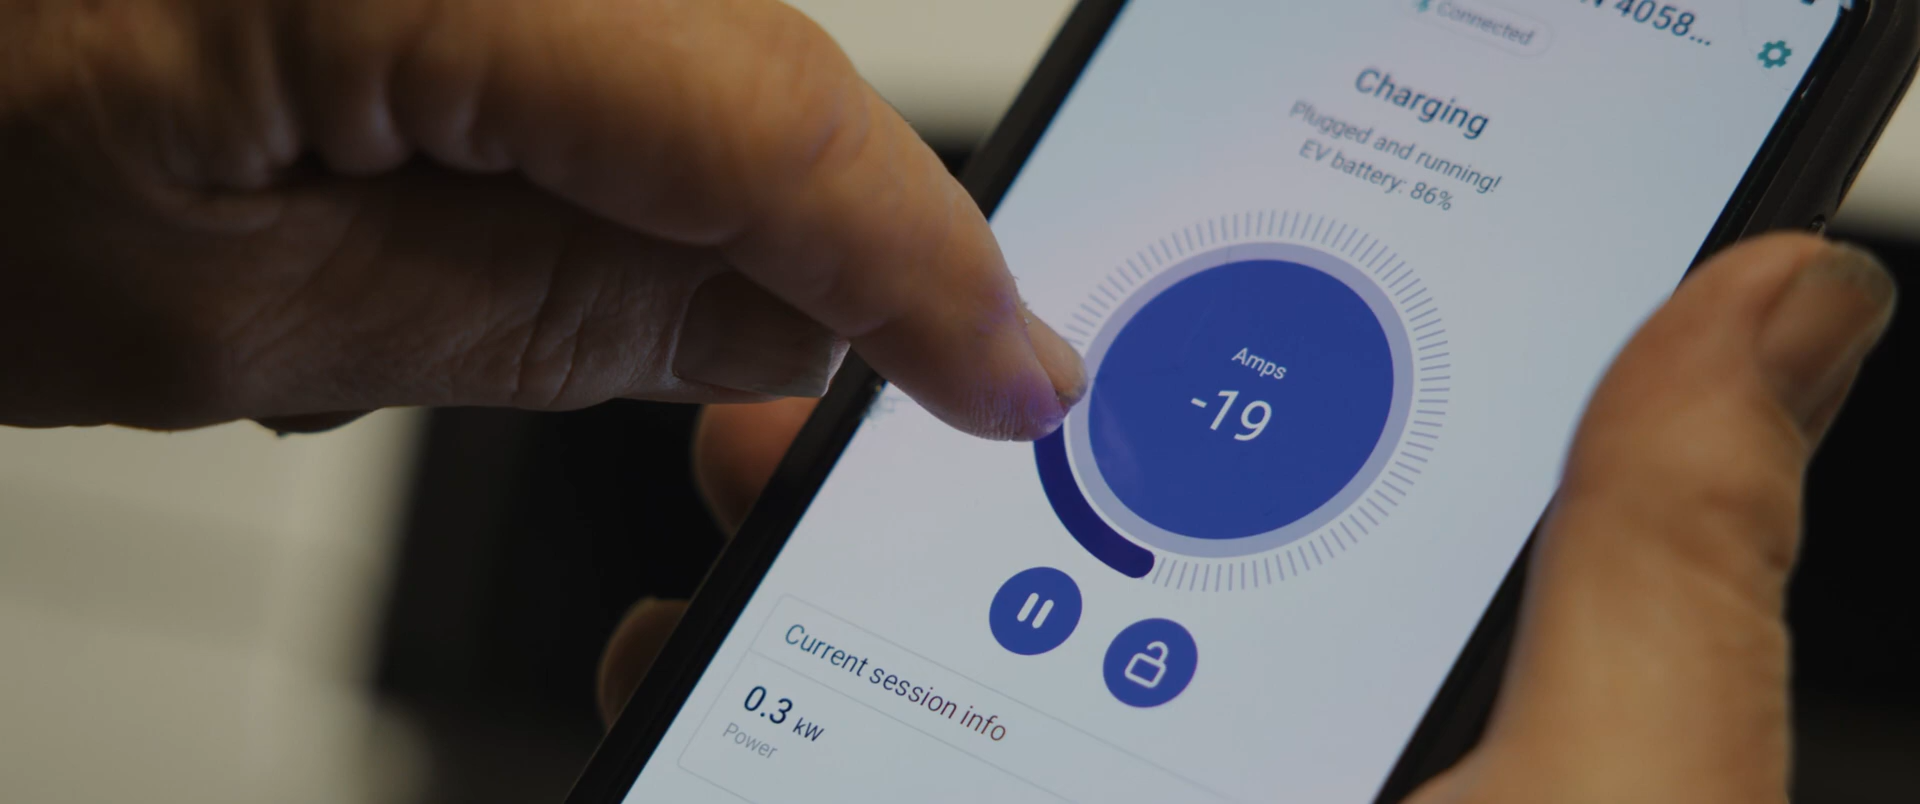 4058...
Connected
Charging
Plugged and running!
EV battery: 86%
Amps
-19
Current session info
0.3 kW
Power